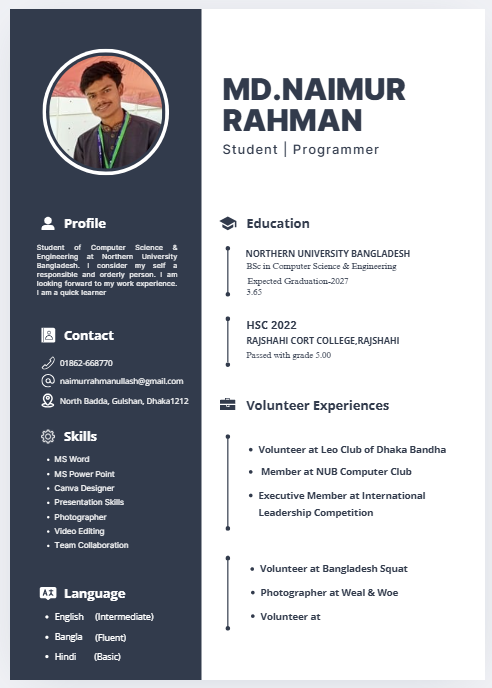 MD.NAIMUR
RAHMAN
Student | Programmer
Profile
Student of Computer Science &
Engineering at Northern University
Bangladesh. I consider my self a
responsible and orderly person. I am
looking forward to my work experience.
I am a quick learner
Contact
01862-668770
naimurrahmanullash@gmail.com
North Badda, Gulshan, Dhaka1212
Skills
• MS Word
• MS Power Point
• Canva Designer
• Presentation Skills
• Photographer
• Video Editing
• Team Collaboration
Language
• English (Intermediate)
• Bangla (Fluent)
• Hindi (Basic)
Education
NORTHERN UNIVERSITY BANGLADESH
BSc in Computer Science & Engineering
Expected Graduation-2027
3.65
HSC 2022
RAJSHAHI CORT COLLEGE,RAJSHAHI
Passed with grade 5.00
Volunteer Experiences
• Volunteer at Leo Club of Dhaka Bandha
• Member at NUB Computer Club
• Executive Member at International
Leadership Competition
• Volunteer at Bangladesh Squat
• Photographer at Weal & Woe
• Volunteer at